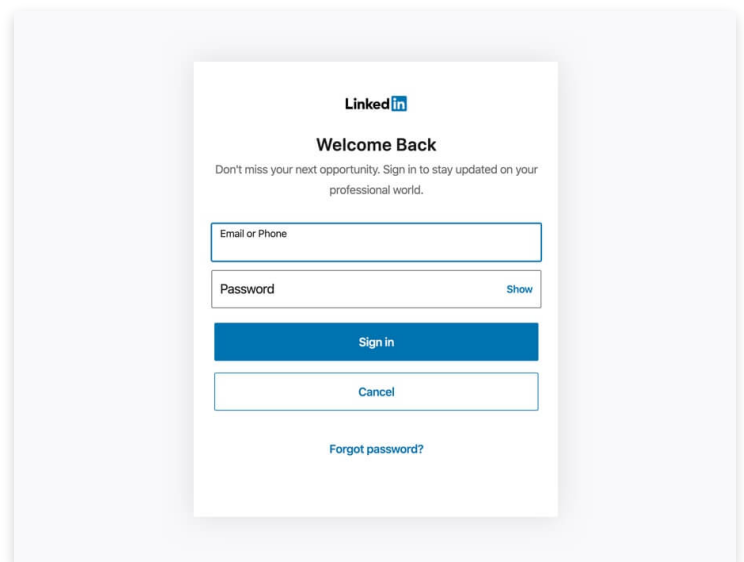 Linked in
Welcome Back
Don't miss your next opportunity. Sign in to stay updated on your
professional world.
Email or Phone
Password Show
Sign in
Cancel
Forgot password?